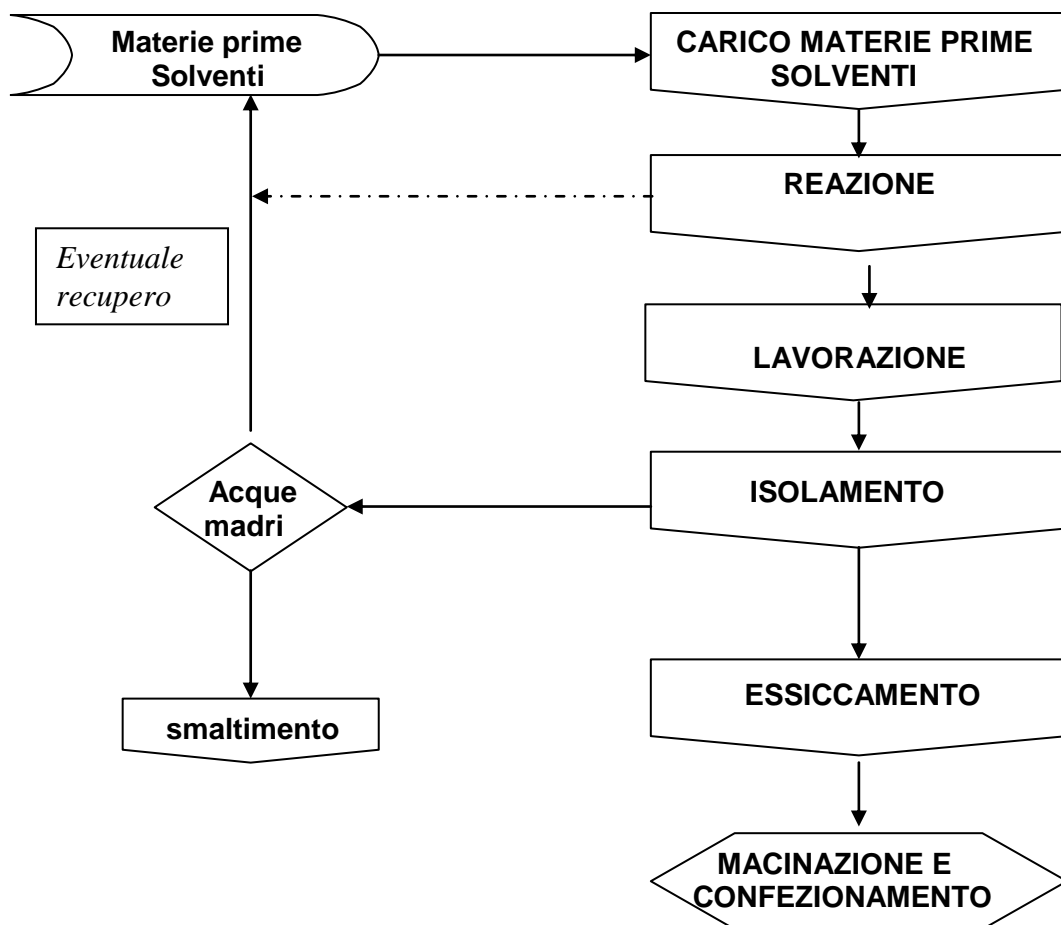 Materie prime
Solventi
CARICO MATERIE PRIME
SOLVENTI
REAZIONE
Eventuale
recupero
LAVORAZIONE
Acque
madri
ISOLAMENTO
smaltimento
ESSICCAMENTO
MACINAZIONE E
CONFEZIONAMENTO